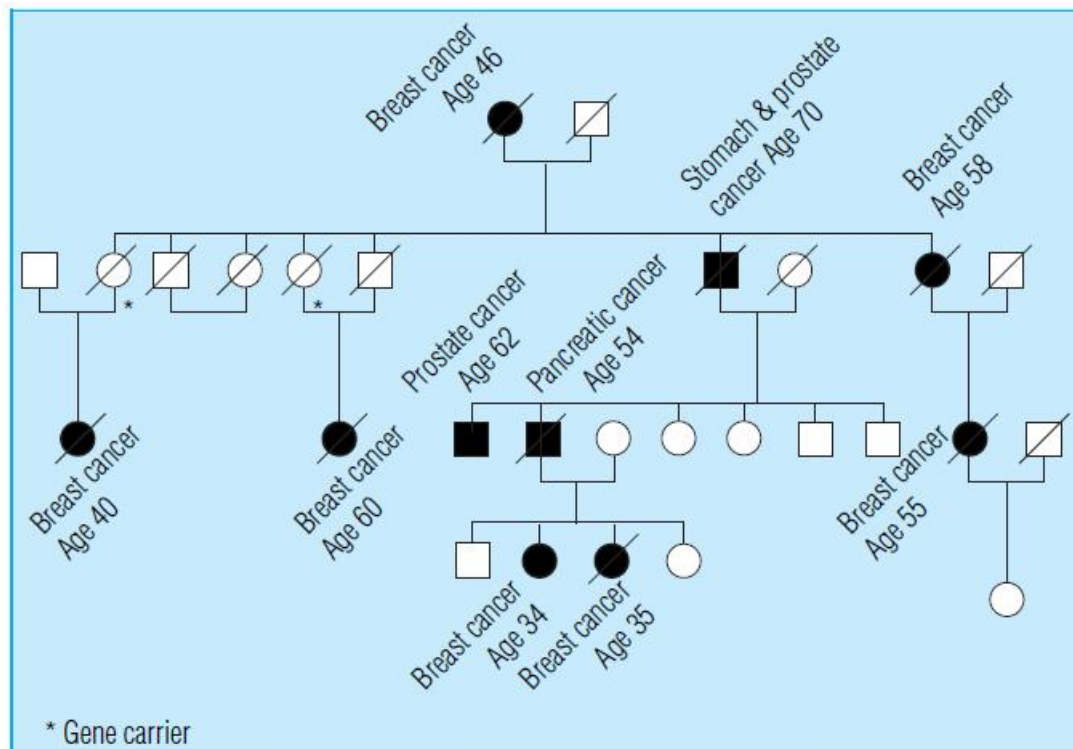 Breast cancer
Age 46
Stomach & prostate
cancer Age 70
Breast cancer
Age 58
*
*
Prostate cancer
Age 62
Pancreatic cancer
Age 54
Breast cancer
Age 40
Breast cancer
Age 60
Breast cancer
Age 55
Breast cancer
Age 34
Breast cancer
Age 35
* Gene carrier